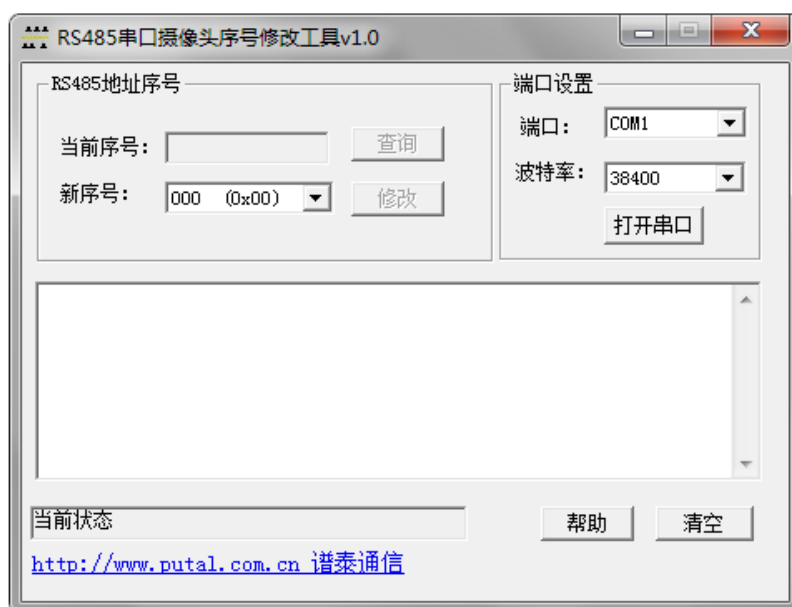 RS485串口摄像头序号修改工具v1.0
RS485地址序号
当前序号：
查询
新序号：
000 (0x00)
修改
端口设置
端口：
COM1
波特率：
38400
打开串口
当前状态
帮助
清空
http://www.putal.com.cn 谱泰通信